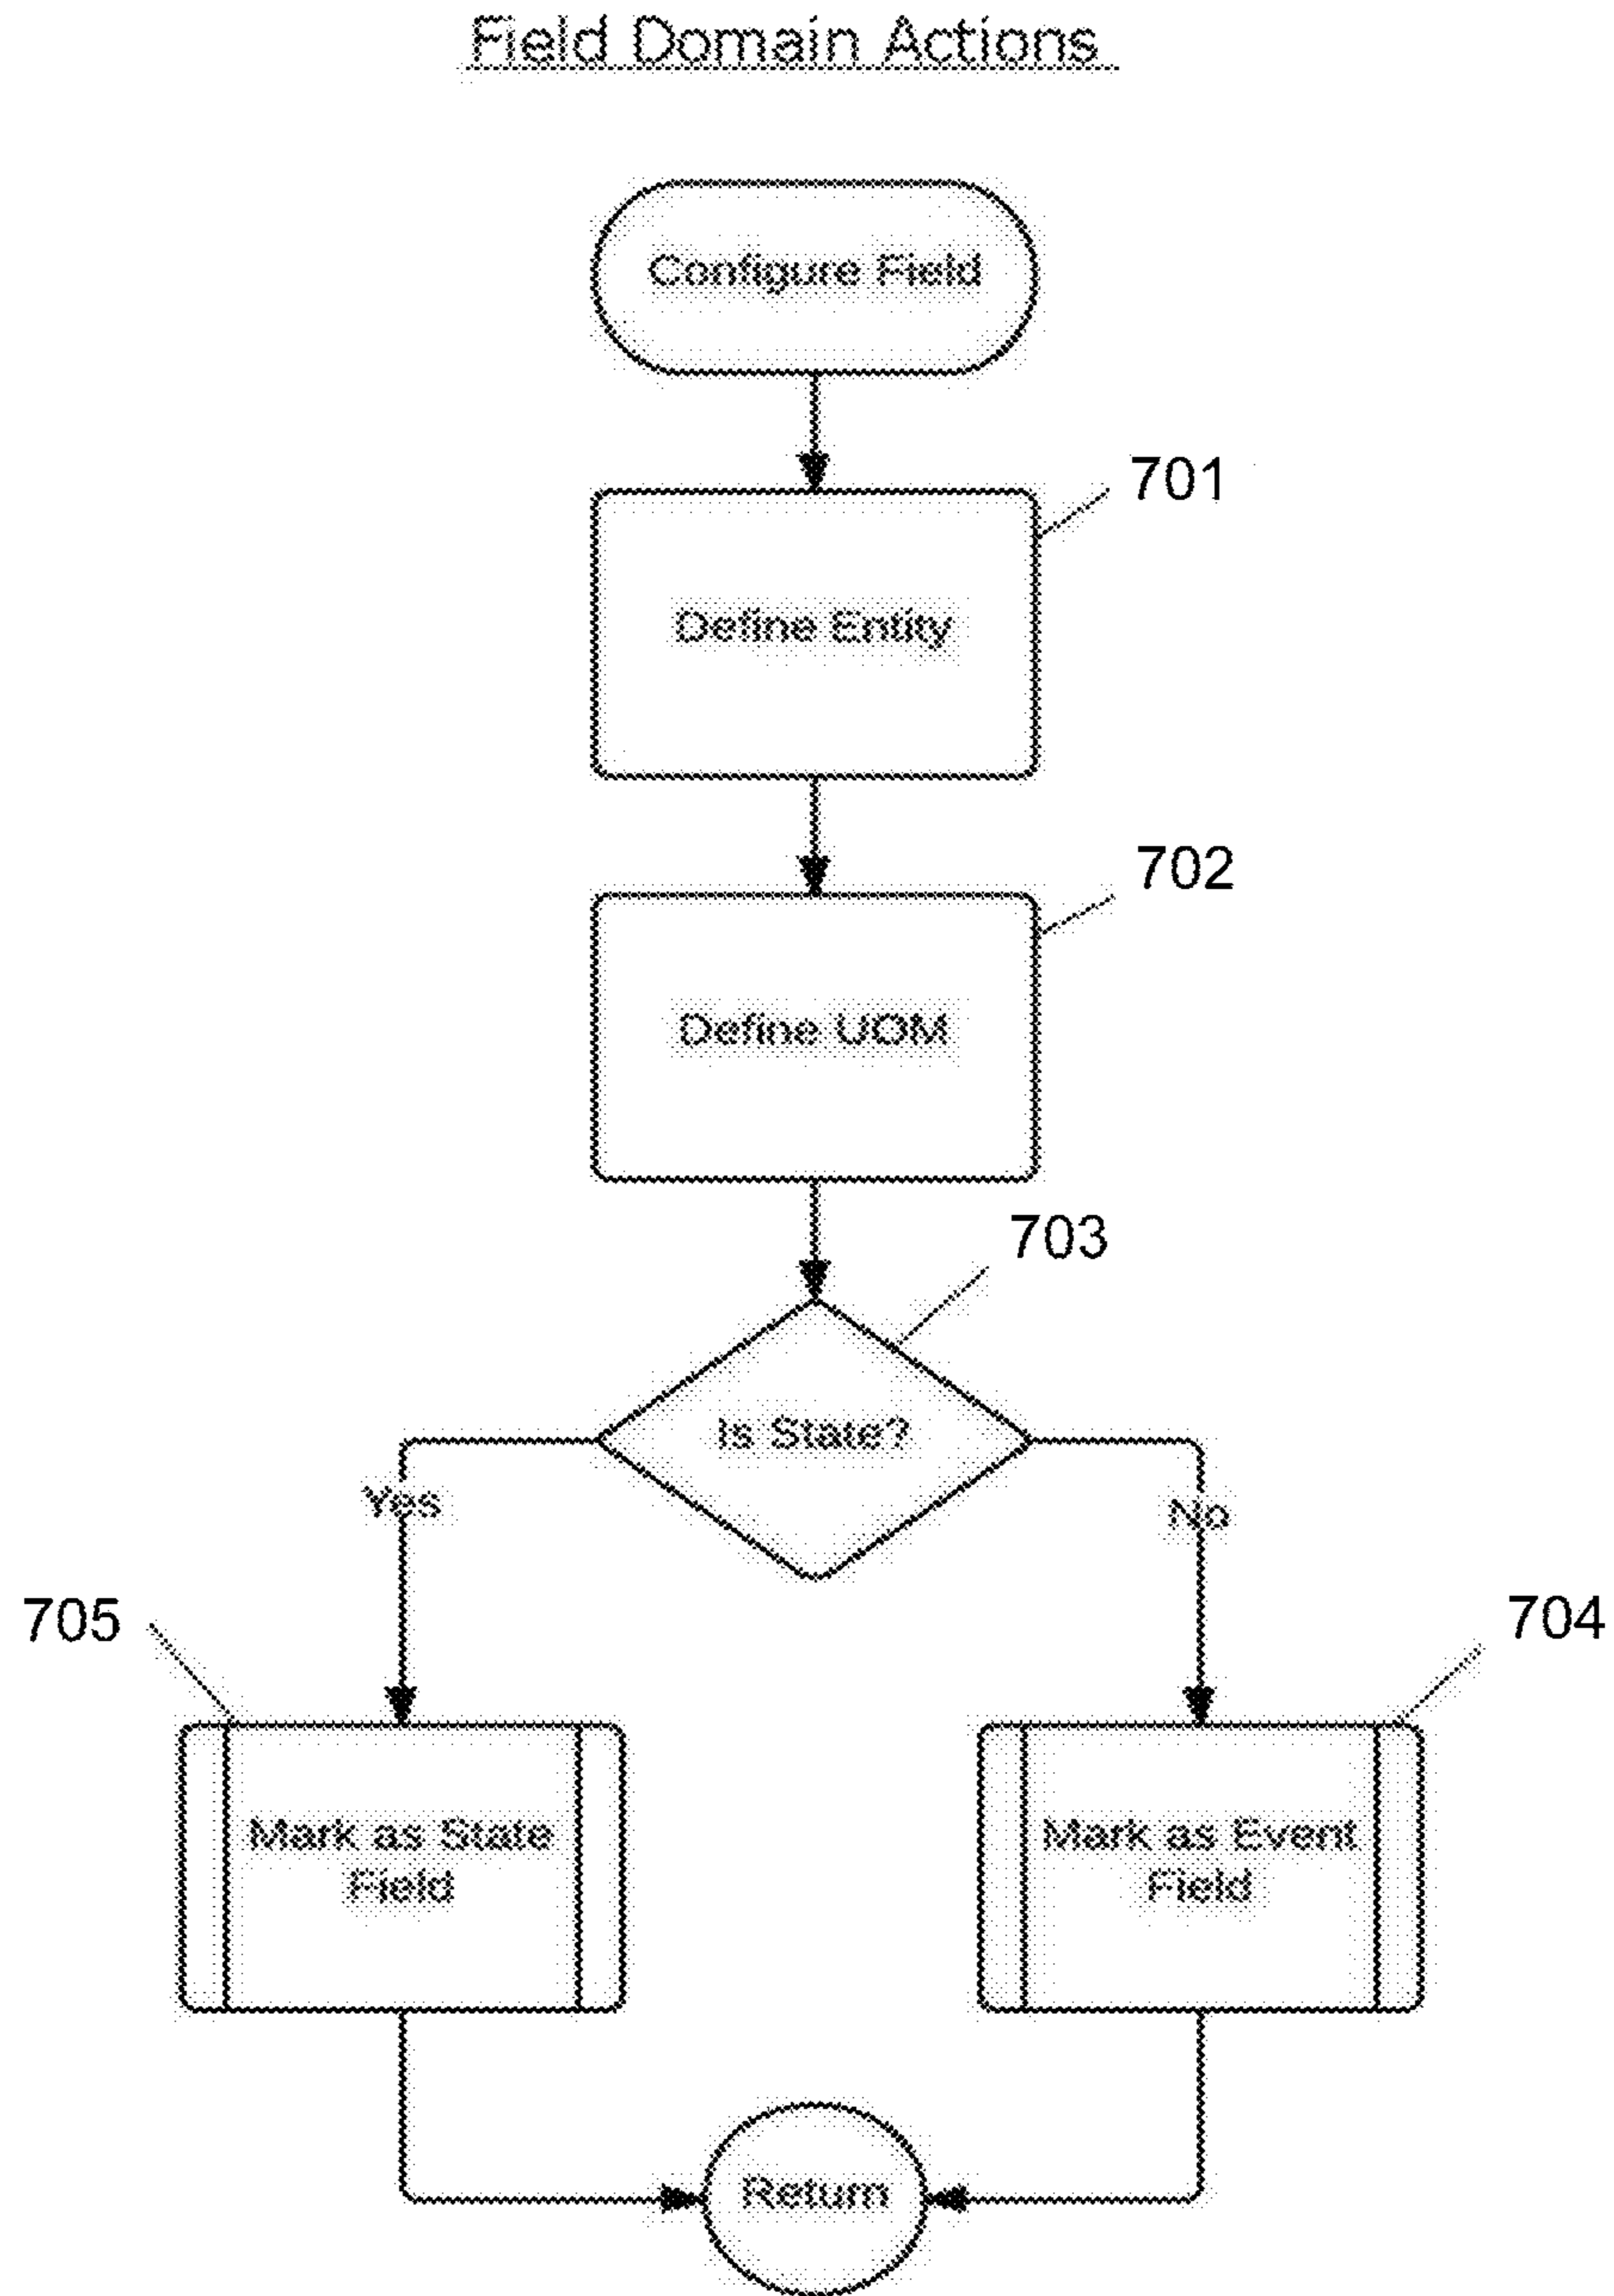 Field Domain Actions
Configure Field
701
Define Entity
702
Define UOM
703
Is State?
Yes
No
705
704
Mark as State
Field
Mark as Event
Field
Return